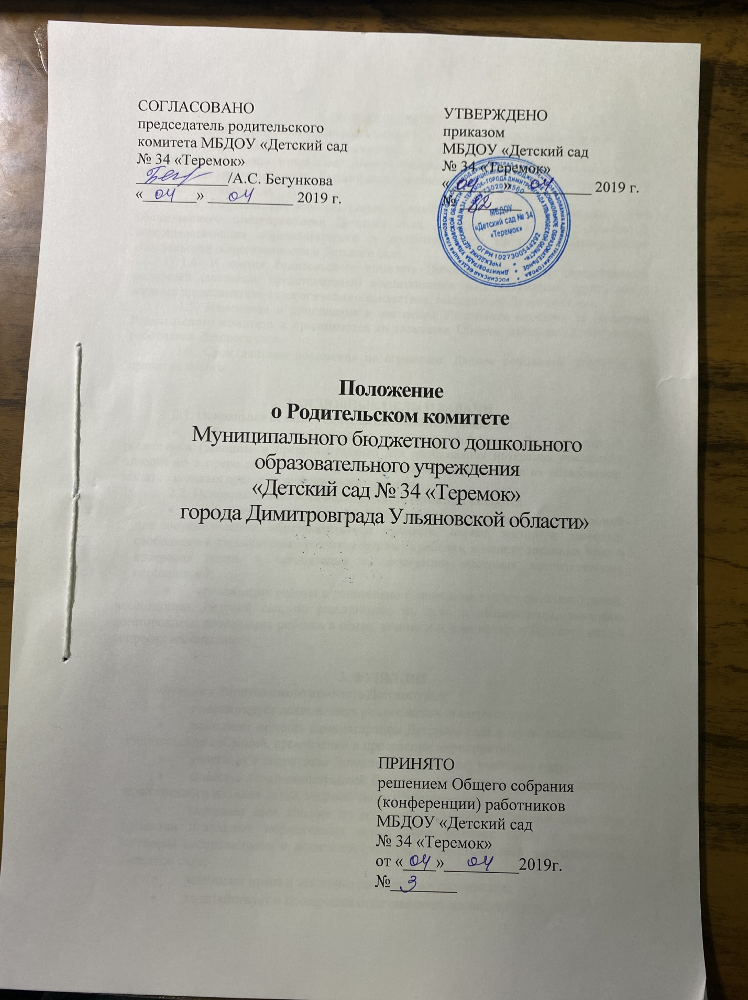 СОГЛАСОВАНО
председатель родительского
комитета МБДОУ «Детский сад
№ 34 «Теремок»
/А.С. Бегункова
«04» 04 2019 г.
УТВЕРЖДЕНО
приказом
МБДОУ «Детский сад
№ 34 «Теремок»
«04» 04 2019 г.
№ 82
МБДОУ
«Детский сад № 34
«Теремок»
ОГРН 1027300544292
Положение
о Родительском комитете
Муниципального бюджетного дошкольного
образовательного учреждения
«Детский сад № 34 «Теремок»
города Димитровграда Ульяновской области»
ПРИНЯТО
решением Общего собрания
(конференции) работников
МБДОУ «Детский сад
№ 34 «Теремок»
от «04» 04 2019г.
№ 3